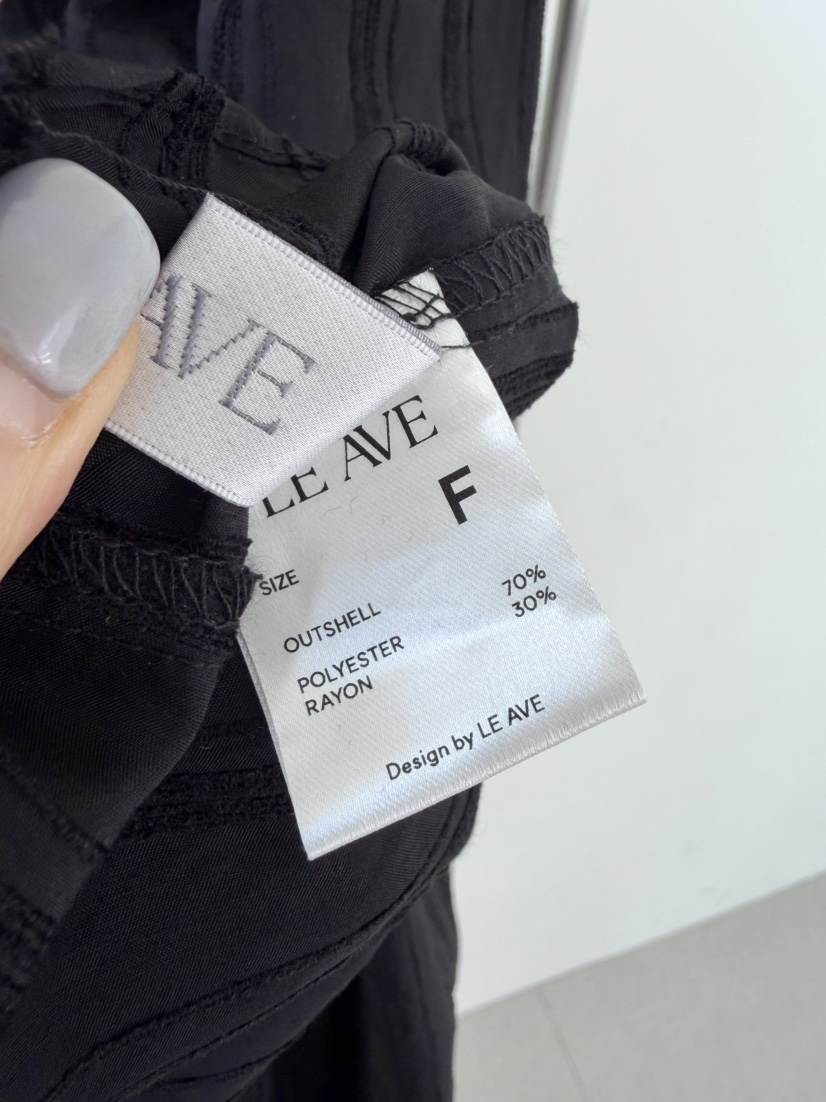 AVE
LE AVE
SIZE F
OUTSHELL
POLYESTER 70%
RAYON 30%
Design by LE AVE